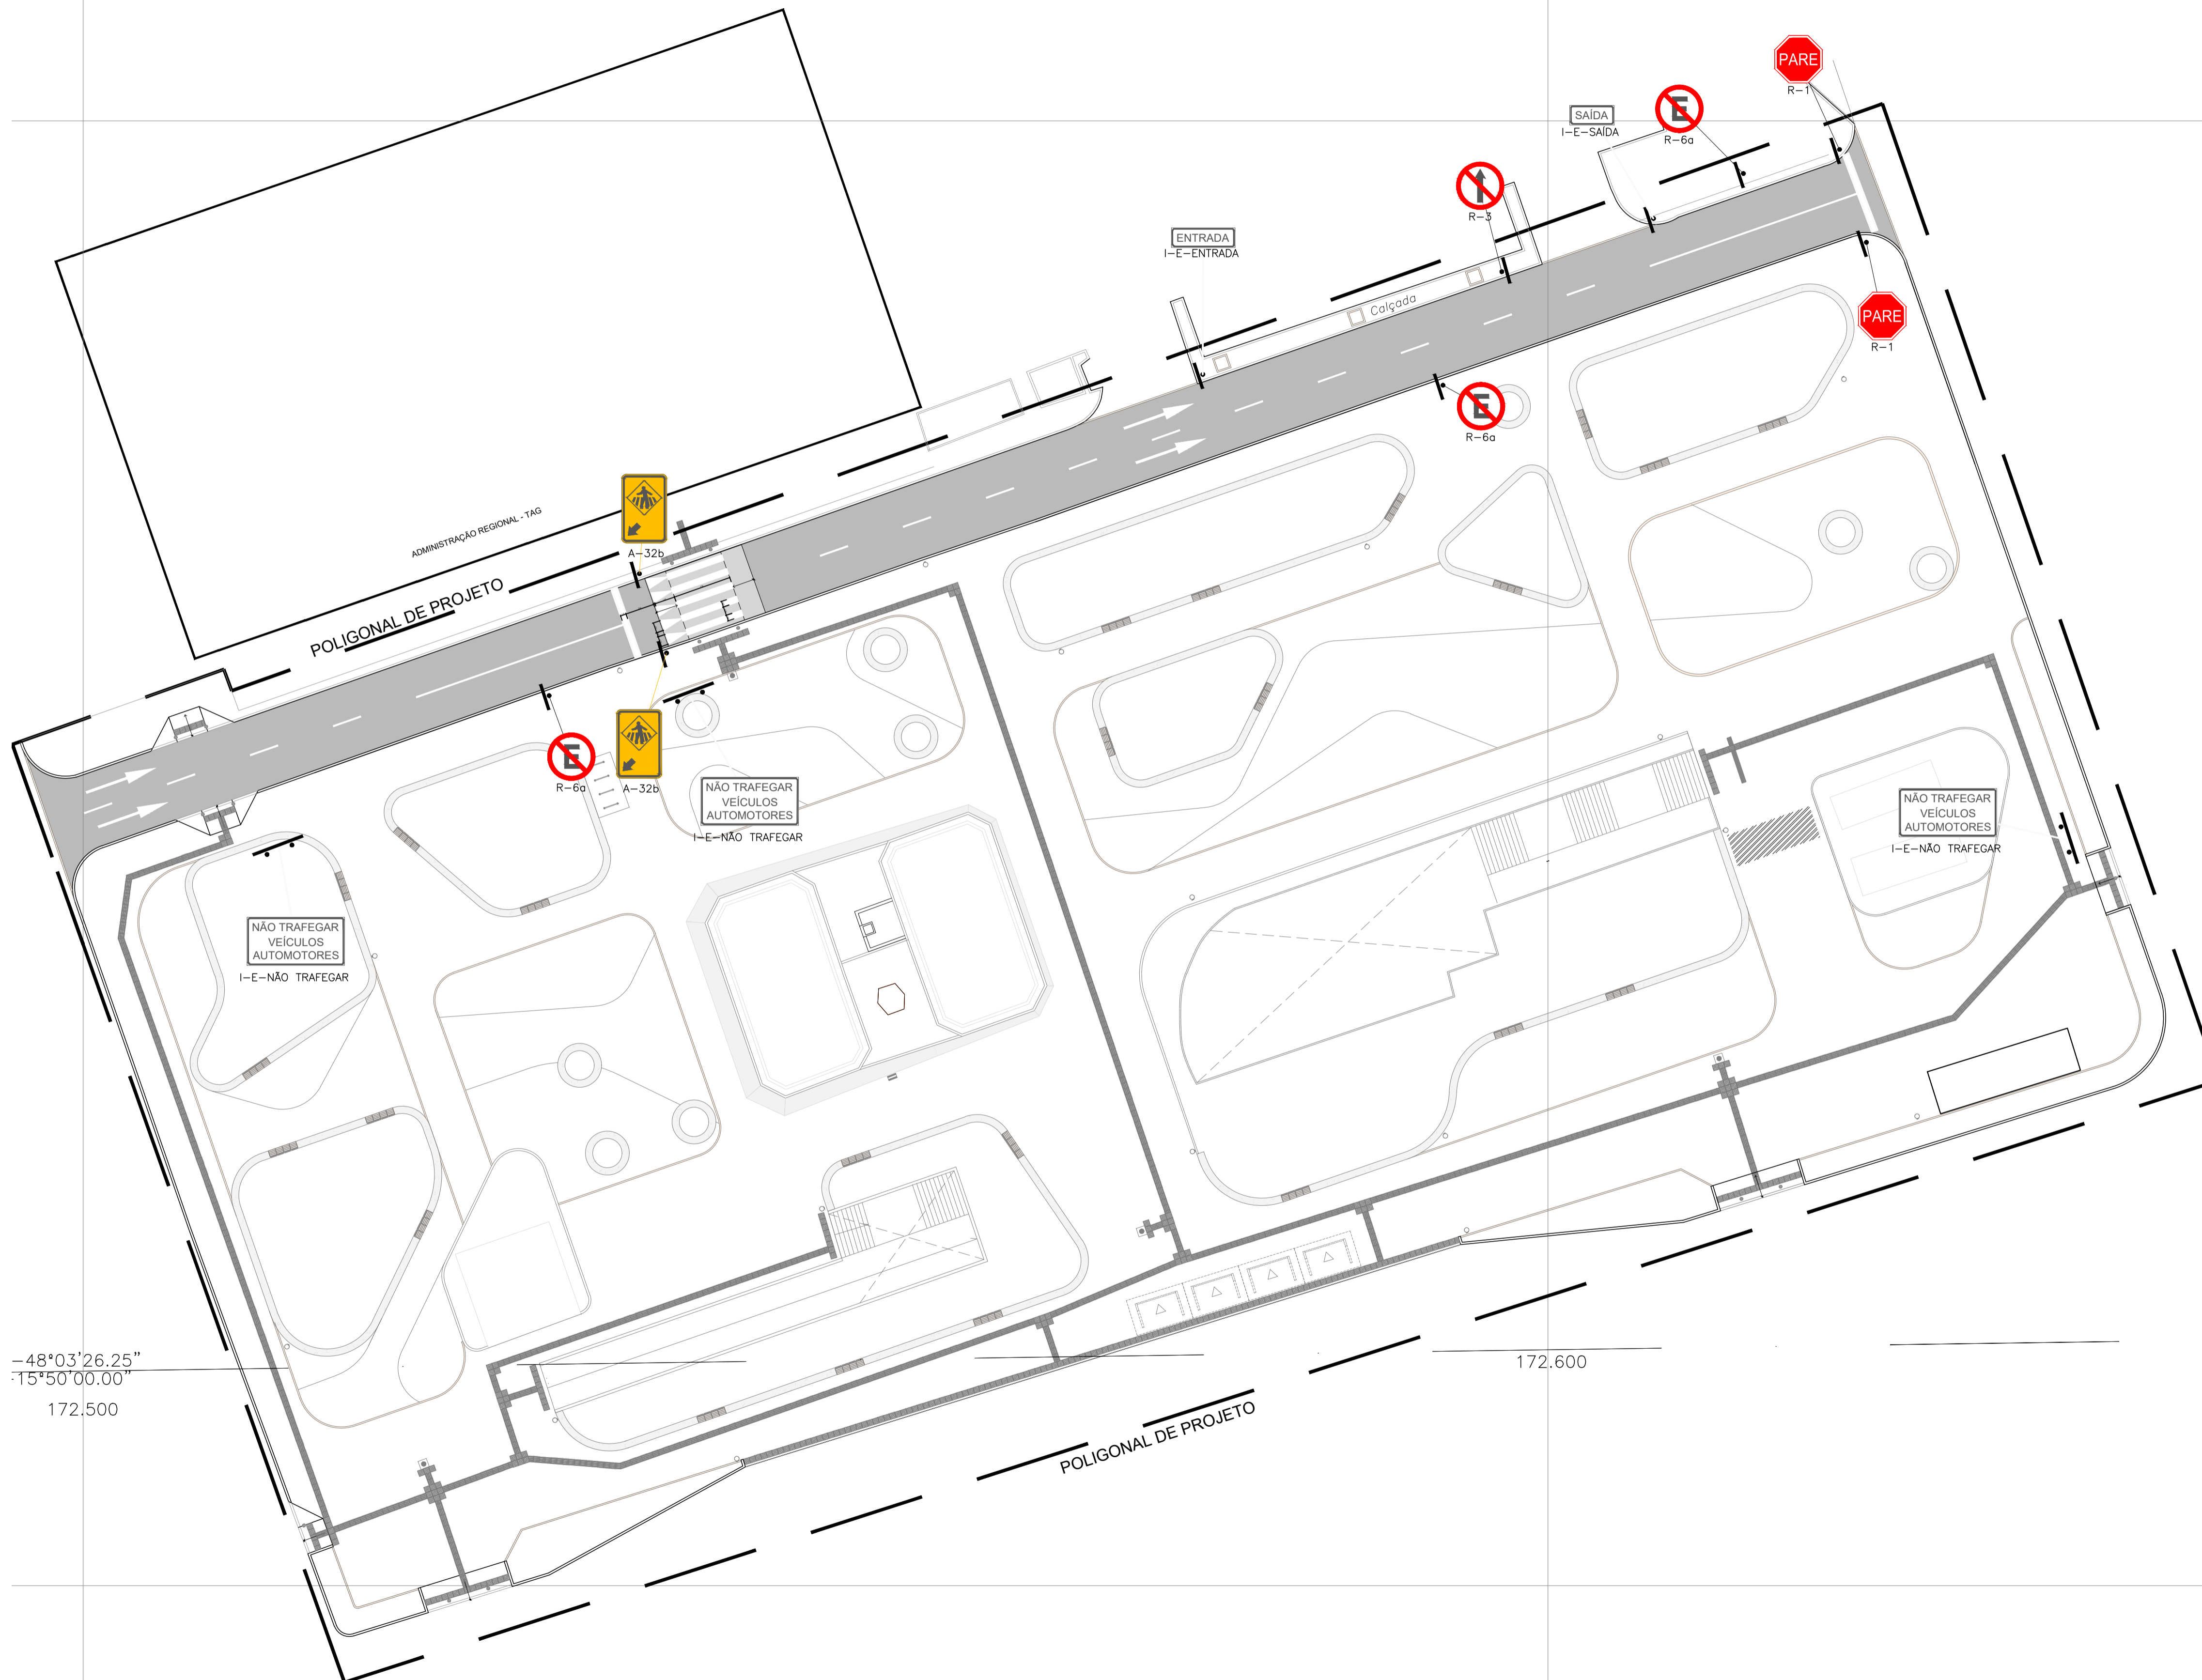 PARE
R-1
SAÍDA
I-E-SAÍDA
E
R-6a
R-3
ENTRADA
I-E-ENTRADA
Calçada
PARE
R-1
E
R-6a
ADMINISTRAÇÃO REGIONAL - TAG
A-32b
POLIGONAL DE PROJETO
E
R-6a
A-32b
NÃO TRAFEGAR
VEÍCULOS
AUTOMOTORES
I-E-NÃO TRAFEGAR
NÃO TRAFEGAR
VEÍCULOS
AUTOMOTORES
I-E-NÃO TRAFEGAR
NÃO TRAFEGAR
VEÍCULOS
AUTOMOTORES
I-E-NÃO TRAFEGAR
-48°03'26.25"
-15°50'00.00"
172.500
172.600
POLIGONAL DE PROJETO